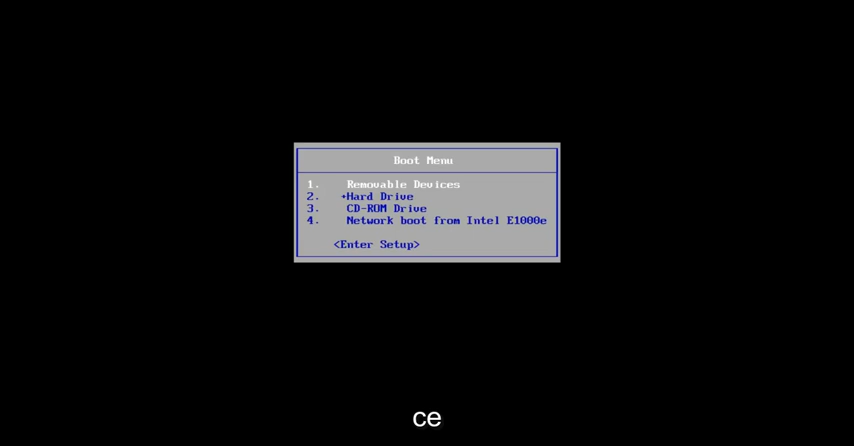 Boot Menu
1. Removable Devices
2. +Hard Drive
3. CD-ROM Drive
4. Network boot from Intel E1000e
<Enter Setup>
ce